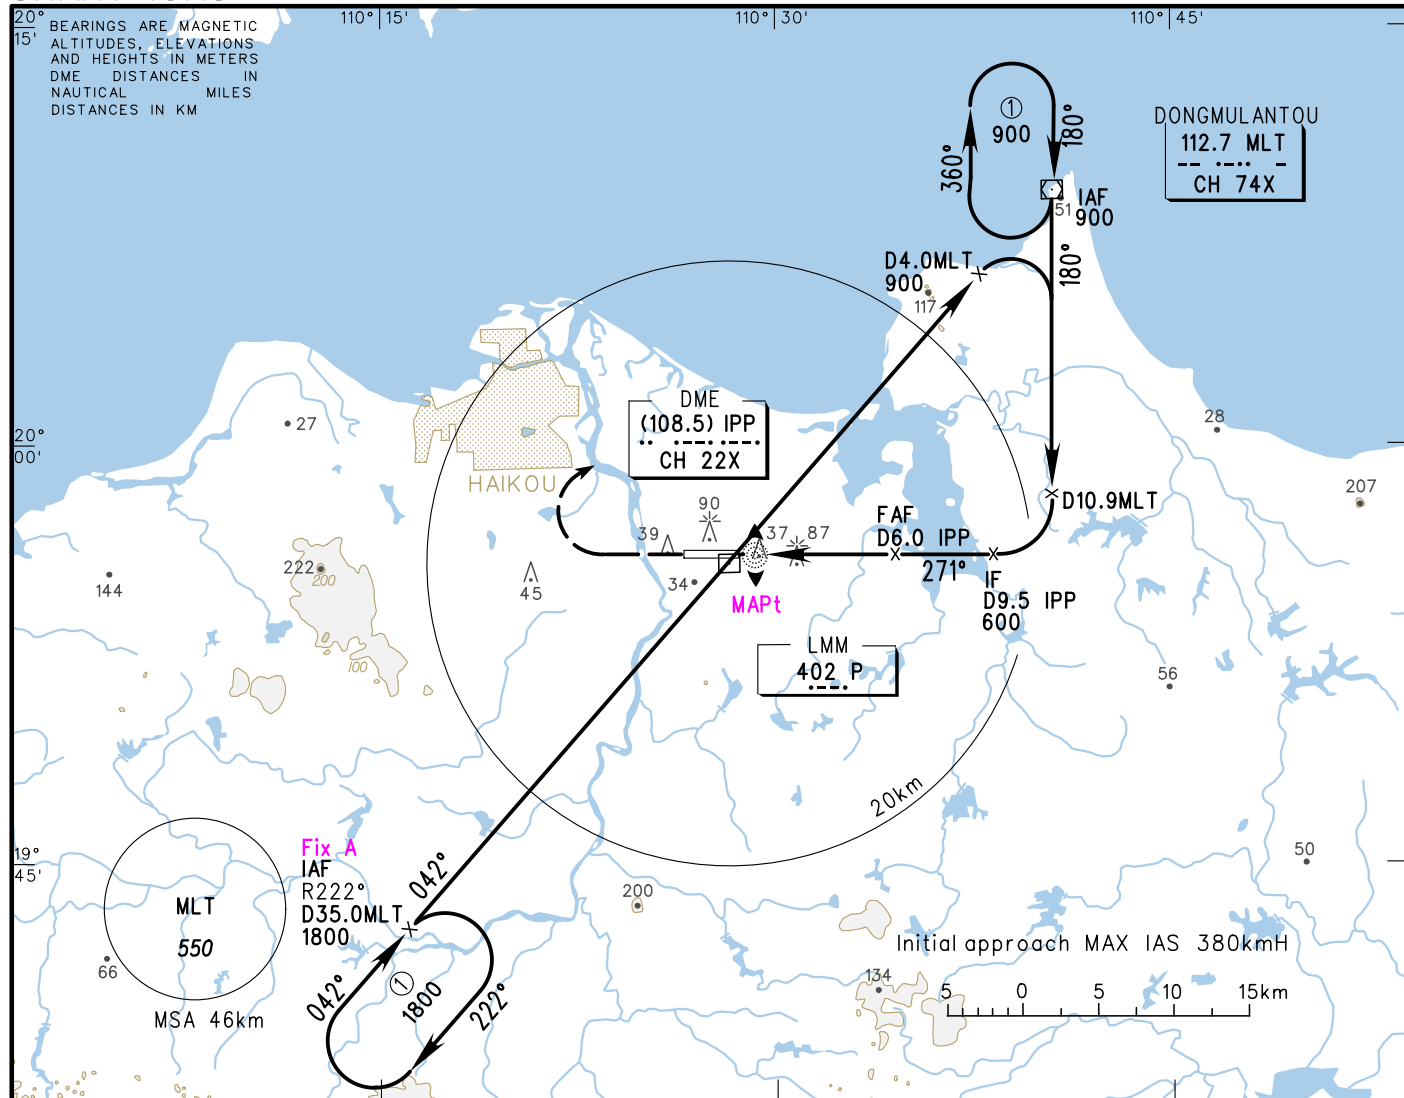 20°
15'
110° 15'
110° 30'
110° 45'
BEARINGS ARE MAGNETIC
ALTITUDES, ELEVATIONS
AND HEIGHTS IN METERS
DME DISTANCES IN
NAUTICAL MILES
DISTANCES IN KM
1
900
180°
360°
DONGMULANTOU
112.7 MLT
CH 74X
IAF
900
51
180°
D4.0MLT
900
117
DME
(108.5) IPP
CH 22X
27
28
20°
00'
HAIKOU
207
D10.9MLT
90
39
37
87
FAF
D6.0 IPP
271°
IF
D9.5 IPP
600
222
200
144
45
34
MAPt
100
LMM
402 P
56
20km
19°
45'
Fix A
IAF
R222°
D35.0MLT
1800
042°
50
200
MLT
550
MSA 46km
66
042°
1
1800
222°
Initial approach MAX IAS 380kmH
134
5 0 5 10 15km